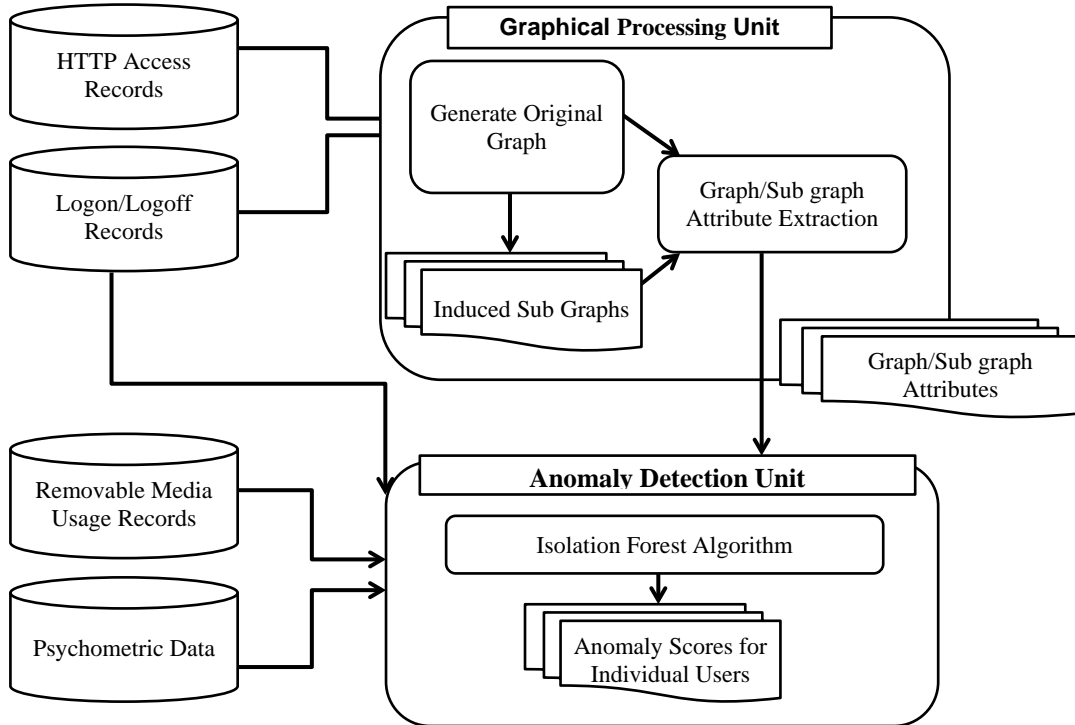 HTTP Access
Records
Logon/Logoff
Records
Graphical Processing Unit
Generate Original
Graph
Graph/Sub graph
Attribute Extraction
Induced Sub Graphs
Graph/Sub graph
Attributes
Removable Media
Usage Records
Psychometric Data
Anomaly Detection Unit
Isolation Forest Algorithm
Anomaly Scores for
Individual Users